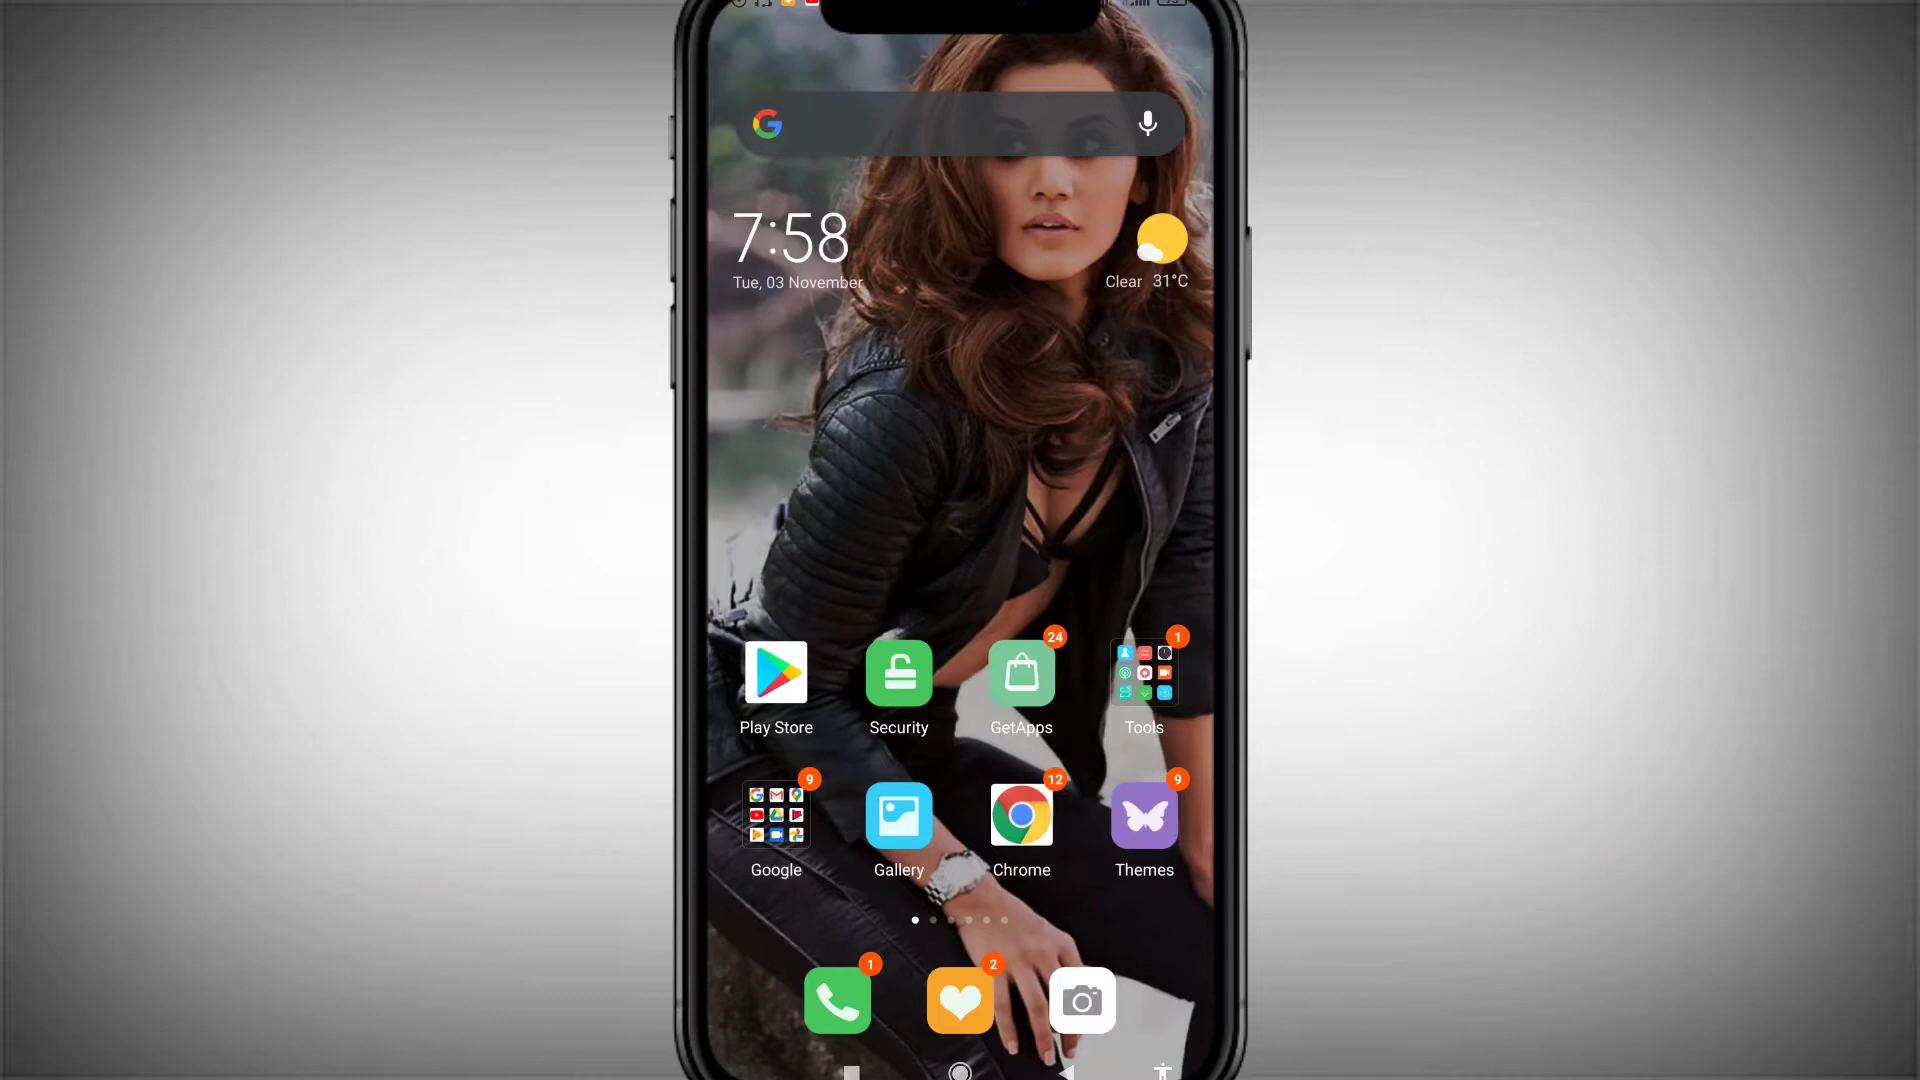 7:58
Tue, 03 November
Clear 31°C
24
1
Play Store
Security
GetApps
Tools
9
12
9
Google
Gallery
Chrome
Themes
1
2